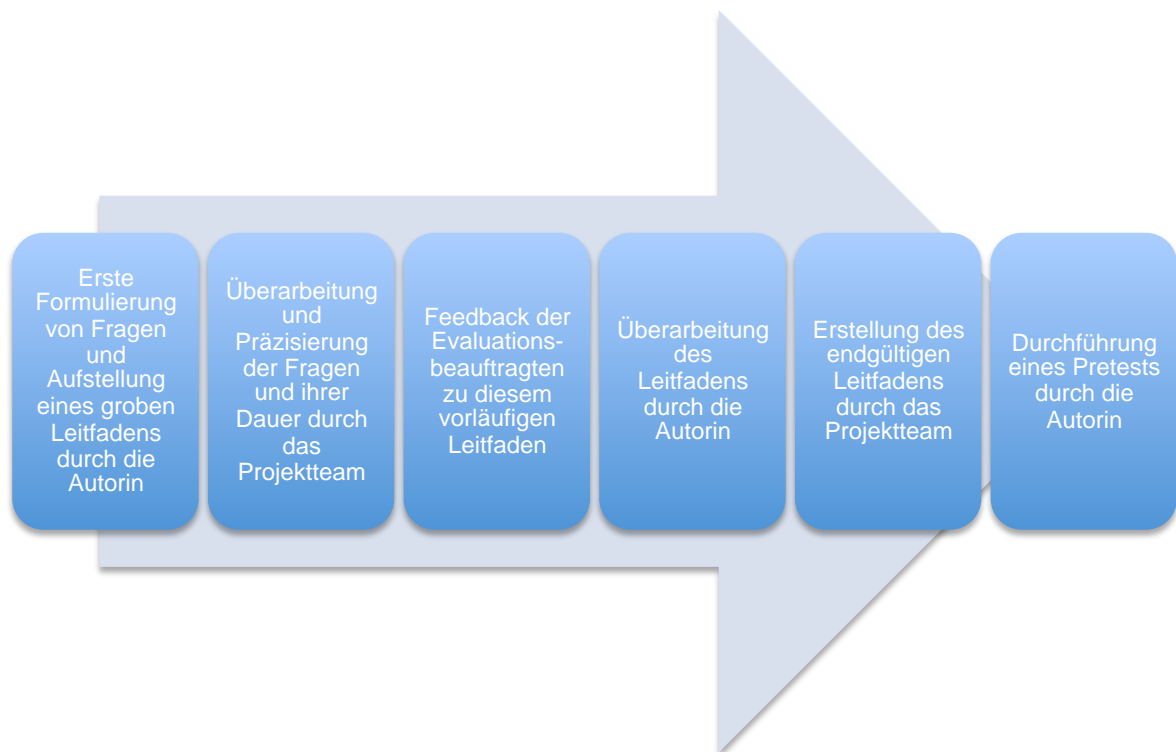 Erste
Formulierung
von Fragen
und
Aufstellung
eines groben
Leitfadens
durch die
Autorin
Überarbeitung
und
Präzisierung
der Fragen
und ihrer
Dauer durch
das
Projektteam
Feedback der
Evaluations-
beauftragten
zu diesem
vorläufigen
Leitfaden
Überarbeitung
des
Leitfadens
durch die
Autorin
Erstellung des
endgültigen
Leitfadens
durch das
Projektteam
Durchführung
eines Pretests
durch die
Autorin